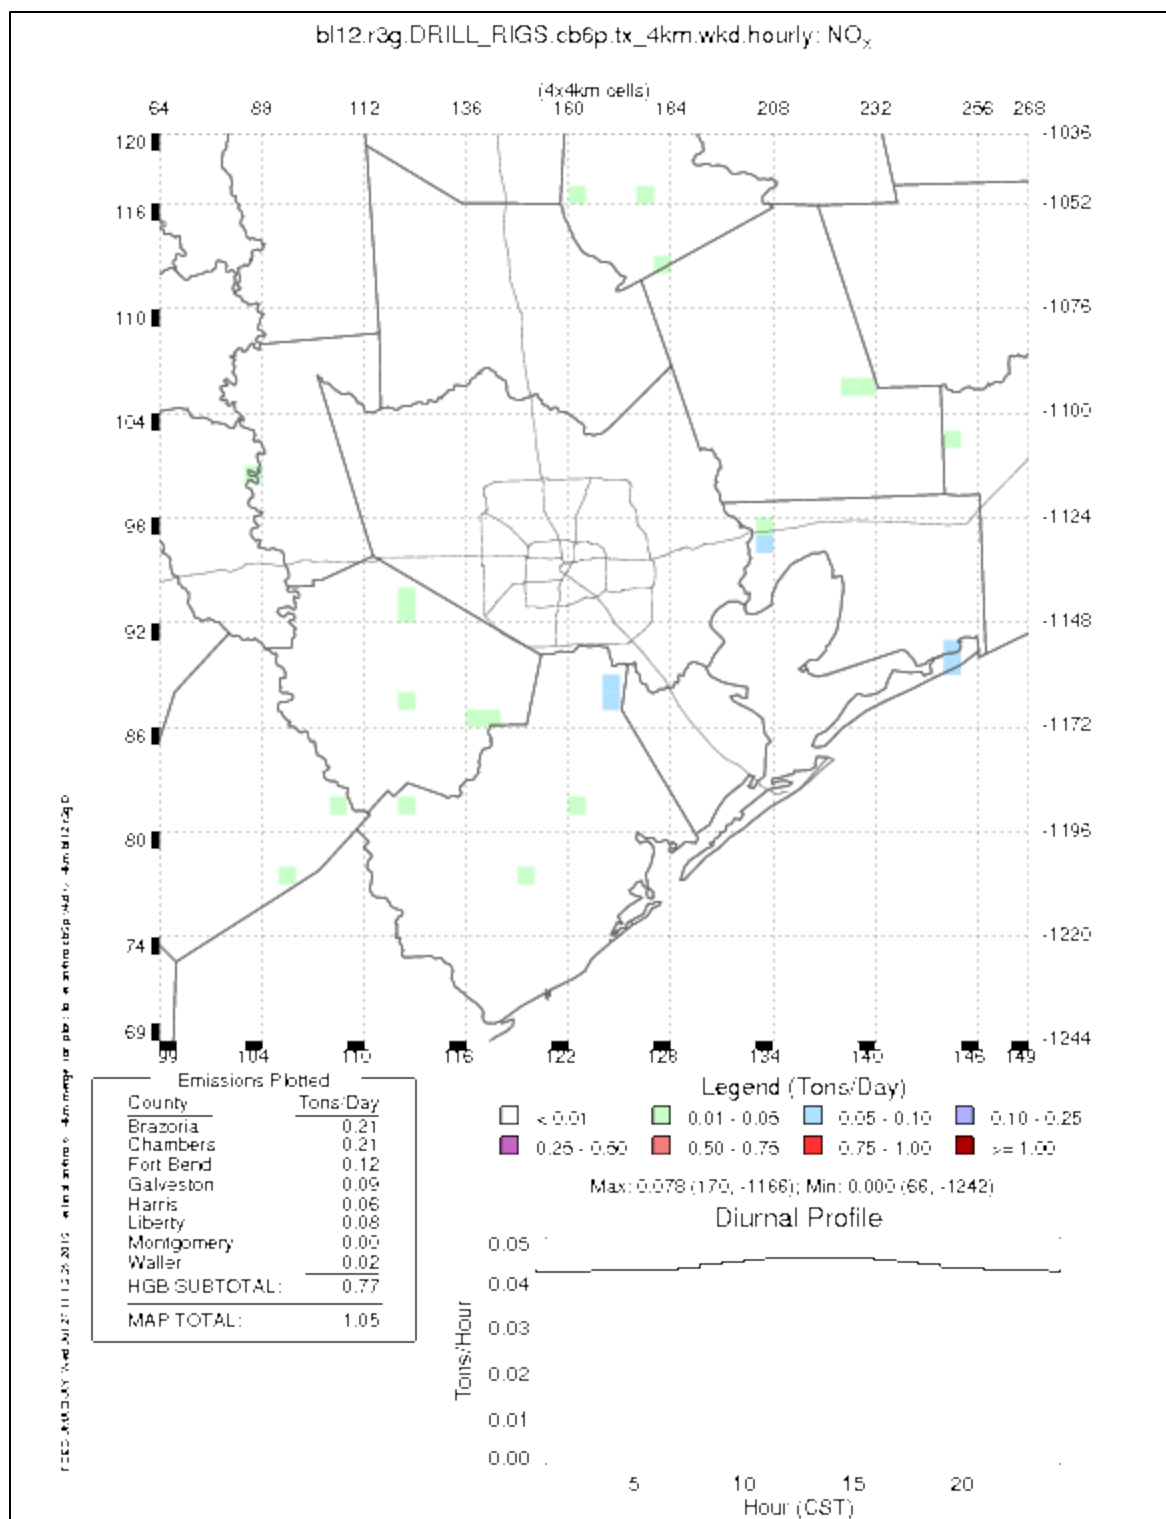 bl12.r3g.DRILL_RIGS.cb6p.tx_4km.wkd.hourly: NOx
(4x4km cells)
64 88 112 136 160 184 208 232 256 268
120 -1036
116 -1052
110 -1076
104 -1100
98 -1124
92 -1148
86 -1172
80 -1196
74 -1220
69 -1244
99 104 110 116 122 128 134 140 146 149
Emissions Plotted
County Tons/Day
Brazoria 0.21
Chambers 0.21
Fort Bend 0.12
Galveston 0.09
Harris 0.06
Liberty 0.08
Montgomery 0.00
Waller 0.02
HGB SUBTOTAL: 0.77
MAP TOTAL: 1.05
Legend (Tons/Day)
< 0.01 0.01 - 0.05 0.05 - 0.10 0.10 - 0.25
0.25 - 0.50 0.50 - 0.75 0.75 - 1.00 >= 1.00
Max: 0.078 (170, -1166); Min: 0.000 (66, -1242)
Diurnal Profile
Tons/Hour
0.05
0.04
0.03
0.02
0.01
0.00
5 10 15 20
Hour (CST)